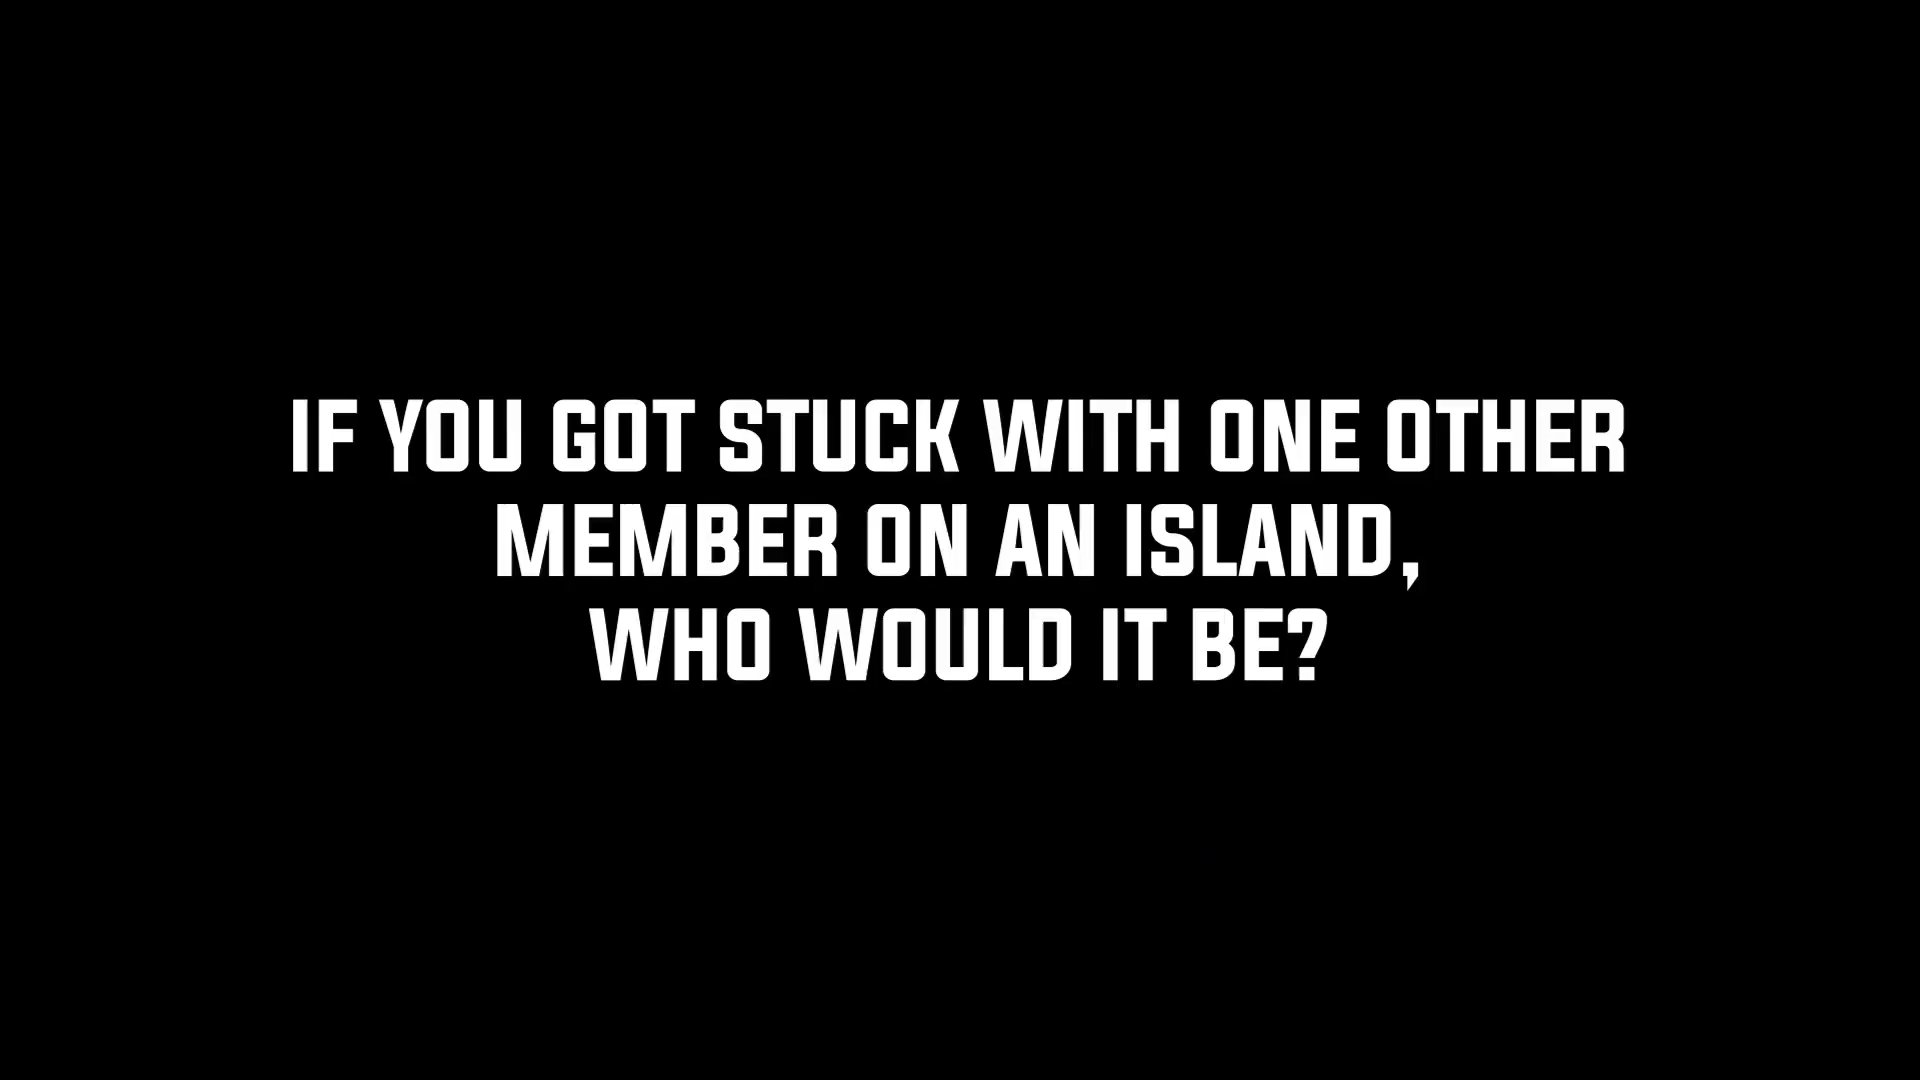 IF YOU GOT STUCK WITH ONE OTHER
MEMBER ON AN ISLAND,
WHO WOULD IT BE?